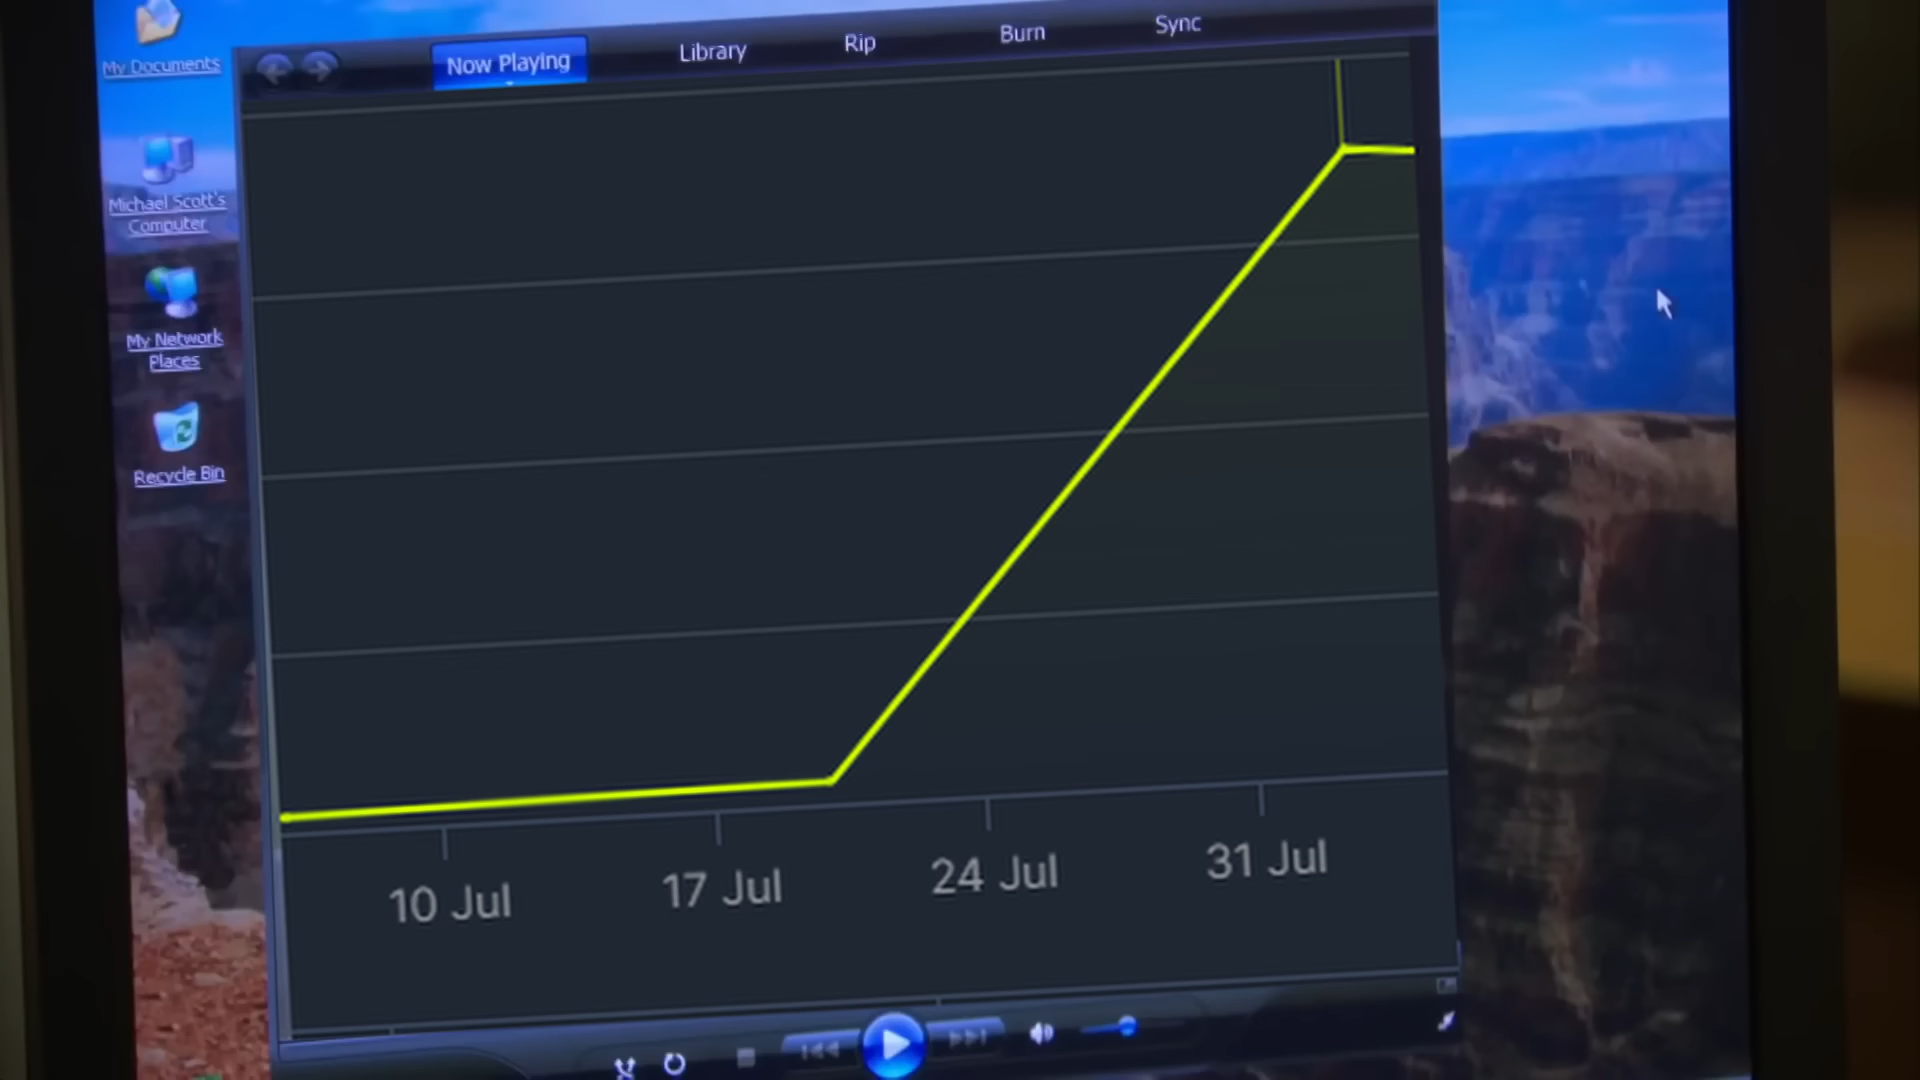 My Documents
Now Playing
Library
Rip
Burn
Sync
Michael Scott's
Computer
My Network
Places
Recycle Bin
10 Jul
17 Jul
24 Jul
31 Jul